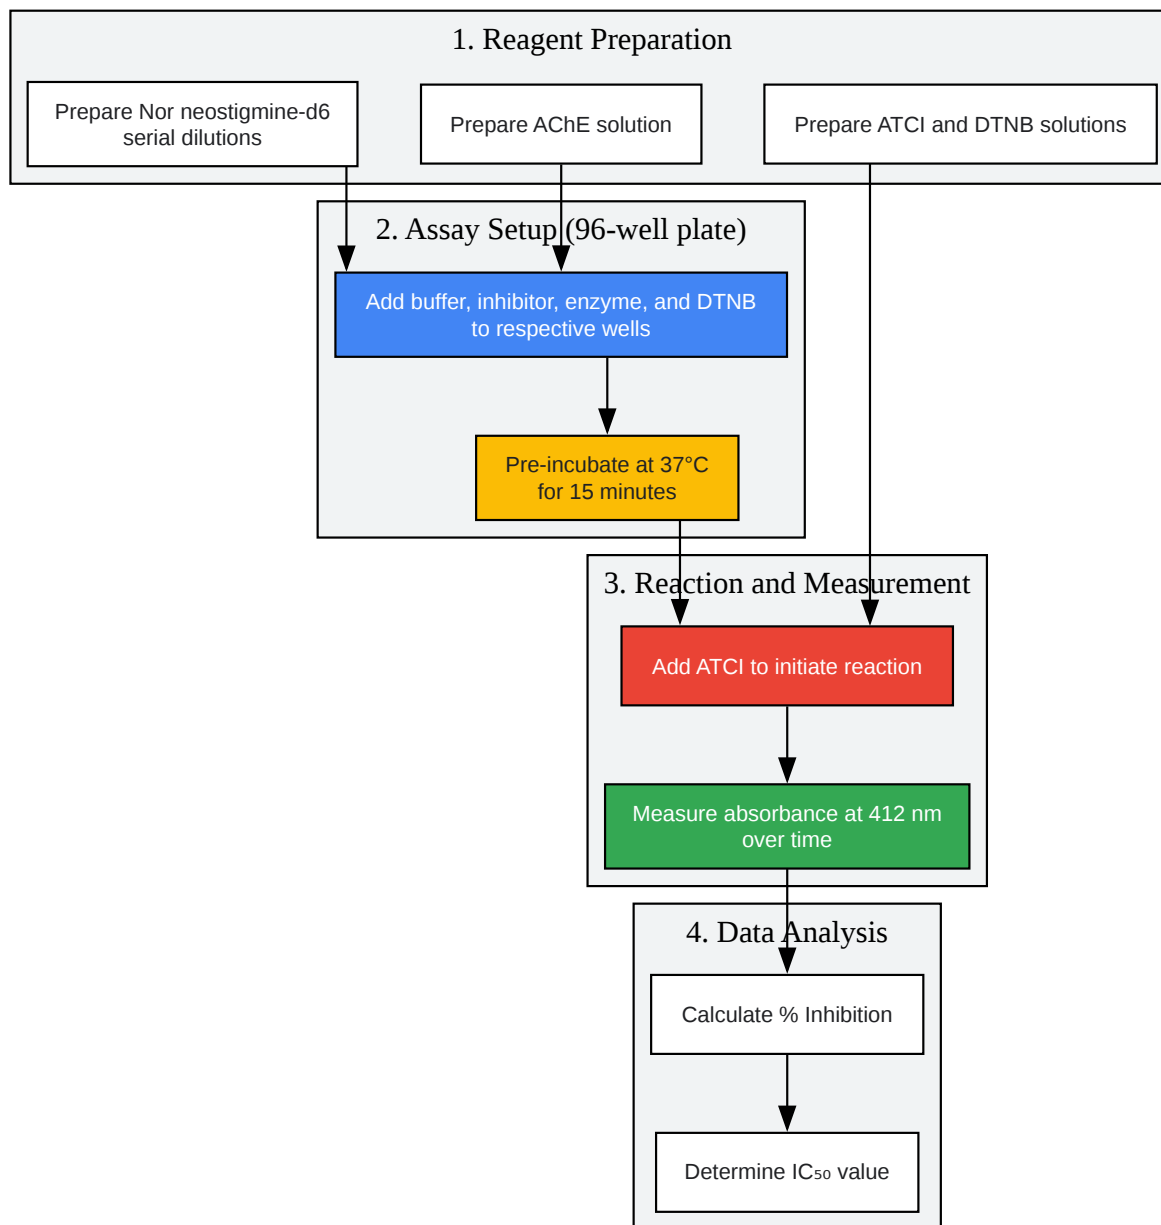 1. Reagent Preparation
Prepare Nor neostigmine-d6
serial dilutions
Prepare AChE solution
Prepare ATCI and DTNB solutions
2. Assay Setup (96-well plate)
Add buffer, inhibitor, enzyme, and DTNB
to respective wells
Pre-incubate at 37°C
for 15 minutes
3. Reaction and Measurement
Add ATCI to initiate reaction
Measure absorbance at 412 nm
over time
4. Data Analysis
Calculate % Inhibition
Determine IC₅₀ value